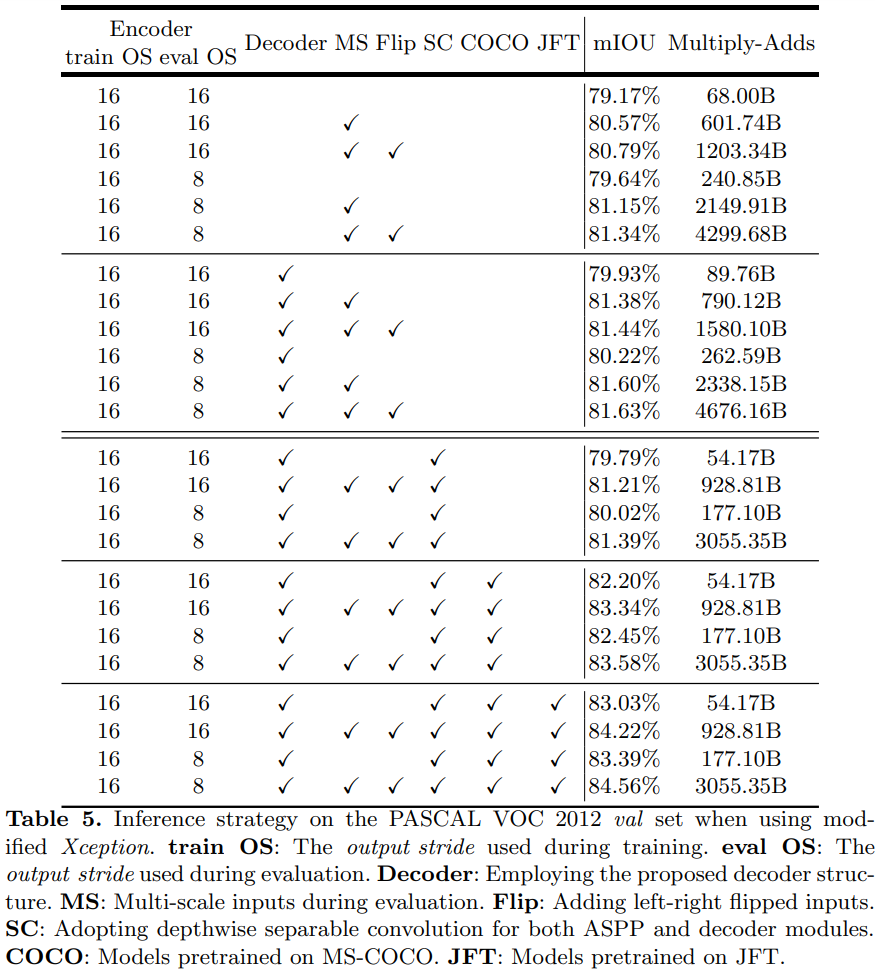 Encoder
train OS eval OS Decoder MS Flip SC COCO JFT mIOU Multiply-Adds
16 16 79.17% 68.00B
16 16 ✓ 80.57% 601.74B
16 16 ✓ ✓ 80.79% 1203.34B
16 8 79.64% 240.85B
16 8 ✓ 81.15% 2149.91B
16 8 ✓ ✓ 81.34% 4299.68B
16 16 ✓ 79.93% 89.76B
16 16 ✓ ✓ 81.38% 790.12B
16 16 ✓ ✓ ✓ 81.44% 1580.10B
16 8 ✓ 80.22% 262.59B
16 8 ✓ ✓ 81.60% 2338.15B
16 8 ✓ ✓ ✓ 81.63% 4676.16B
16 16 ✓ ✓ 79.79% 54.17B
16 16 ✓ ✓ ✓ ✓ 81.21% 928.81B
16 8 ✓ ✓ 80.02% 177.10B
16 8 ✓ ✓ ✓ ✓ 81.39% 3055.35B
16 16 ✓ ✓ ✓ 82.20% 54.17B
16 16 ✓ ✓ ✓ ✓ ✓ 83.34% 928.81B
16 8 ✓ ✓ ✓ 82.45% 177.10B
16 8 ✓ ✓ ✓ ✓ ✓ 83.58% 3055.35B
16 16 ✓ ✓ ✓ ✓ 83.03% 54.17B
16 16 ✓ ✓ ✓ ✓ ✓ ✓ 84.22% 928.81B
16 8 ✓ ✓ ✓ ✓ 83.39% 177.10B
16 8 ✓ ✓ ✓ ✓ ✓ ✓ 84.56% 3055.35B
Table 5. Inference strategy on the PASCAL VOC 2012 val set when using mod-
ified Xception. train OS: The output stride used during training. eval OS: The
output stride used during evaluation. Decoder: Employing the proposed decoder struc-
ture. MS: Multi-scale inputs during evaluation. Flip: Adding left-right flipped inputs.
SC: Adopting depthwise separable convolution for both ASPP and decoder modules.
COCO: Models pretrained on MS-COCO. JFT: Models pretrained on JFT.